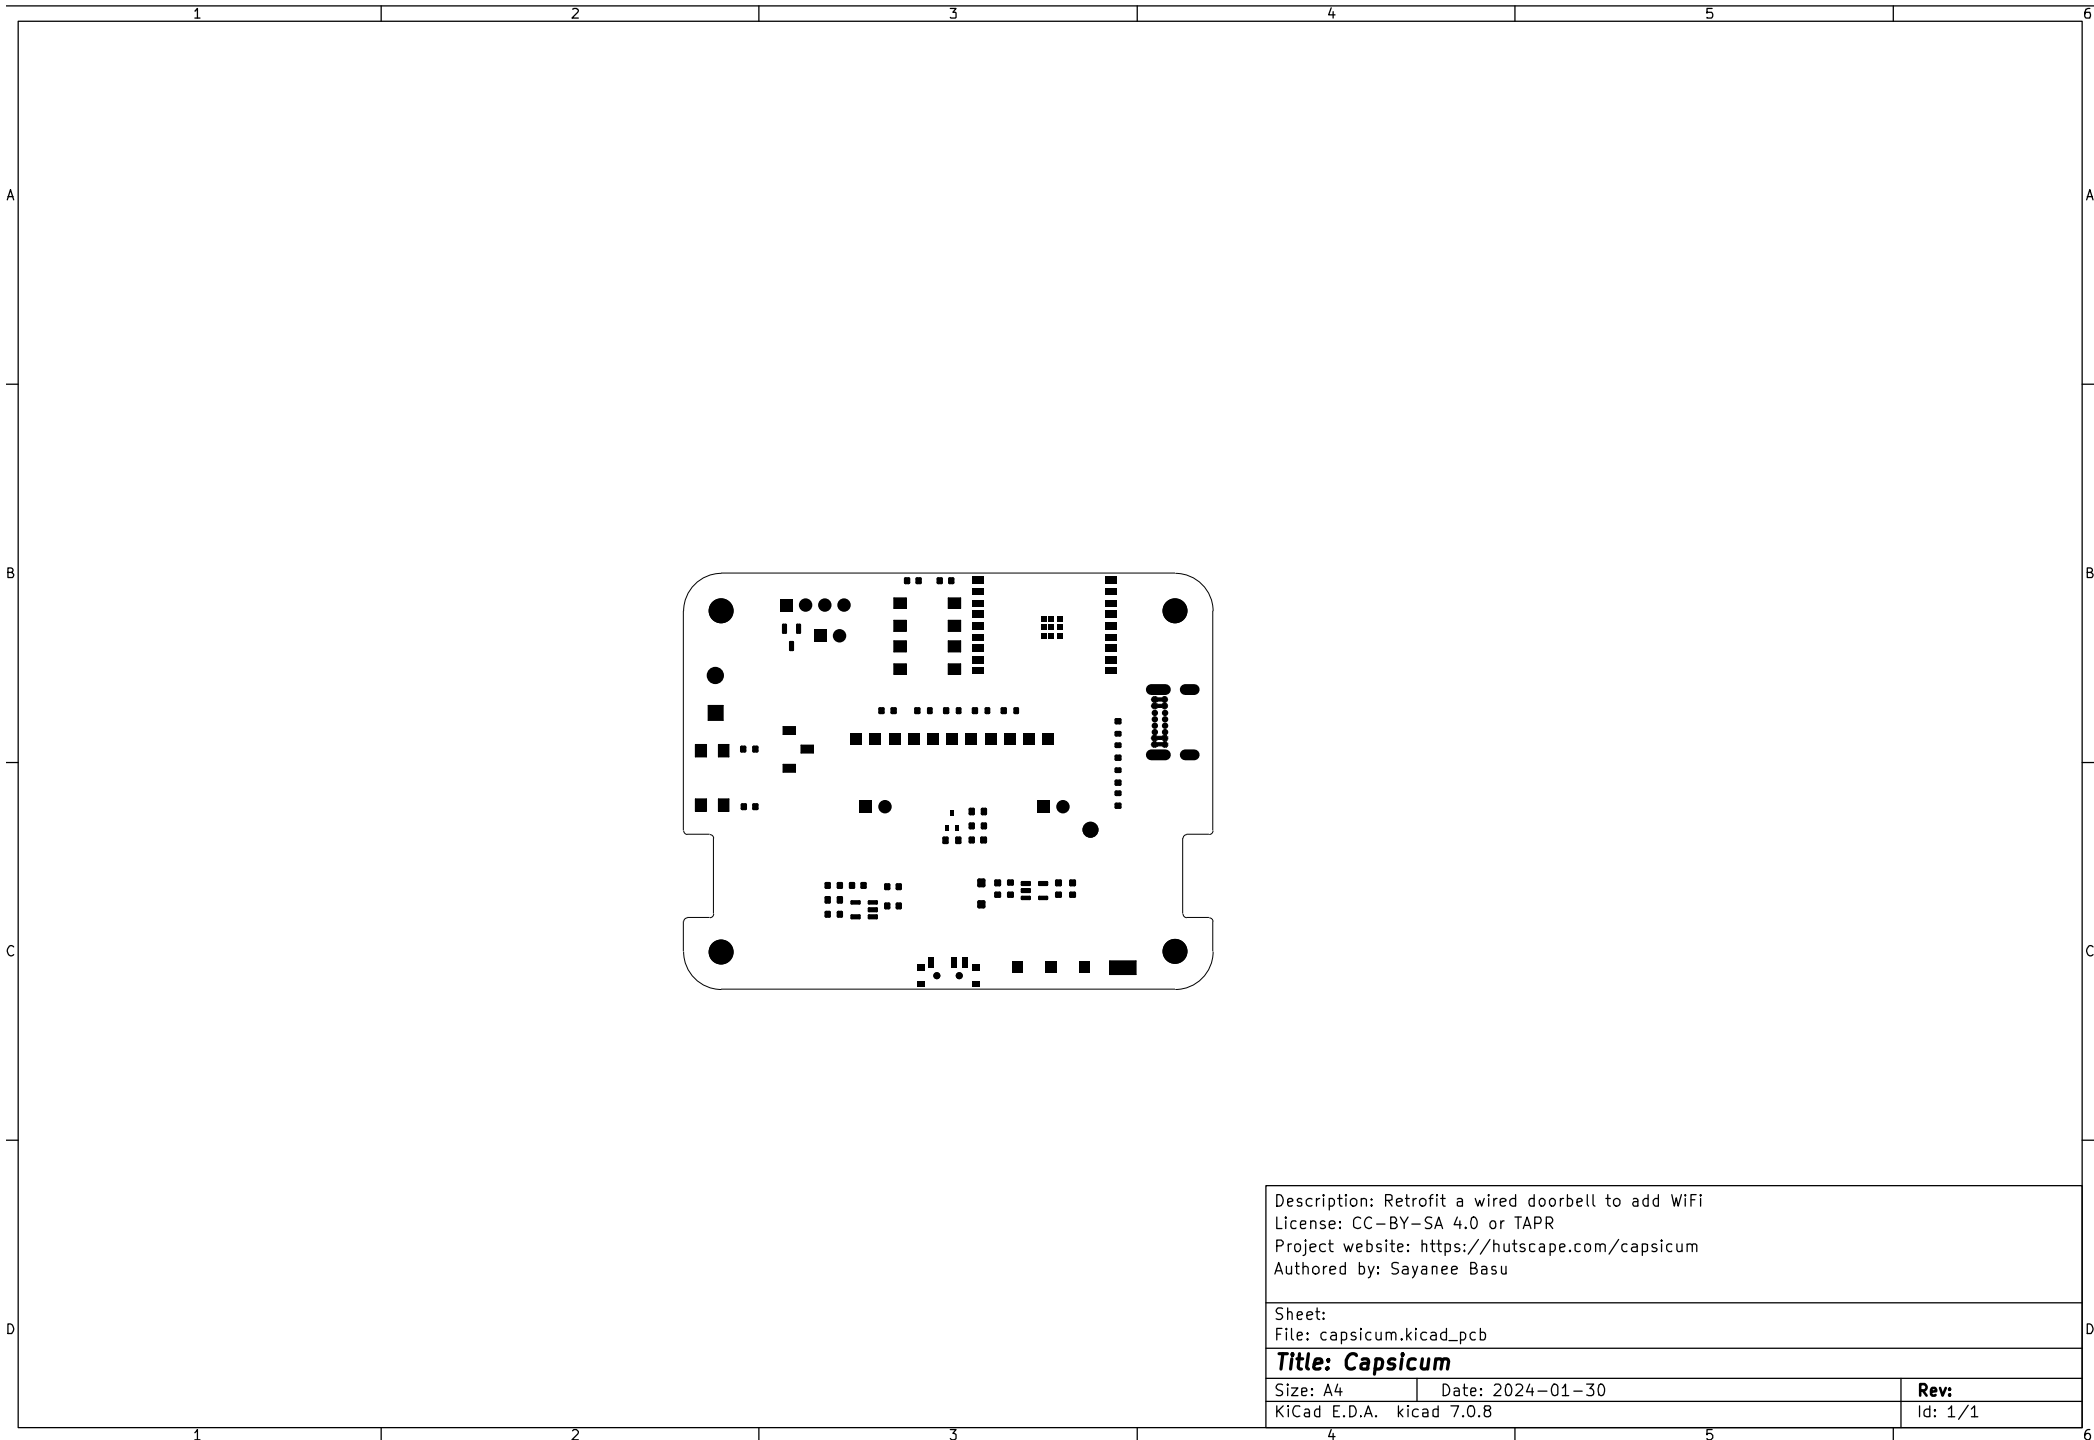 1 2 3 4 5 6
A A
B B
C C
Description: Retrofit a wired doorbell to add WiFi
License: CC-BY-SA 4.0 or TAPR
Project website: https://hutscape.com/capsicum
Authored by: Sayanee Basu
Sheet:
D D
File: capsicum.kicad_pcb
Title: Capsicum
Size: A4 Date: 2024-01-30 Rev:
KiCad E.D.A. kicad 7.0.8 Id: 1/1
1 2 3 4 5 6